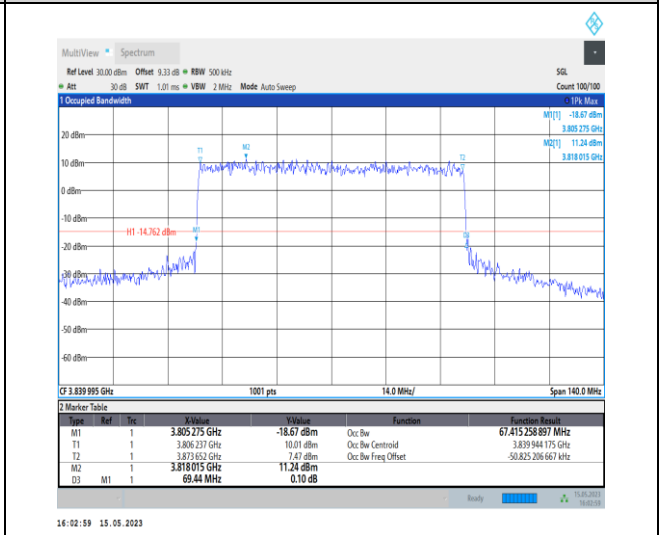 MultiView Spectrum
Ref Level 30.00 dBm Offset 9.33 dB RBW 500 kHz SGL
Att 30 dB SWT 1.01 ms VBW 2 MHz Mode Auto Sweep Count 100/100
1 Occupied Bandwidth 1Pk Max
M1[1] -18.67 dBm
3.805 275 GHz
M2[1] 11.24 dBm
3.818 015 GHz
20 dBm
T1
M2
T2
10 dBm
0 dBm
-10 dBm
H1 -14.762 dBm
M1
D3
-20 dBm
-30 dBm
-40 dBm
-50 dBm
-60 dBm
CF 3.839 995 GHz 1001 pts 14.0 MHz/ Span 140.0 MHz
2 Marker Table
Type Ref Trc X-Value Y-Value Function Function Result
M1 1 3.805 275 GHz -18.67 dBm Occ Bw 67.415 258 897 MHz
T1 1 3.806 237 GHz 10.01 dBm Occ Bw Centroid 3.839 944 175 GHz
T2 1 3.873 652 GHz 7.47 dBm Occ Bw Freq Offset -50.825 206 667 kHz
M2 1 3.818 015 GHz 11.24 dBm
D3 M1 1 69.44 MHz 0.10 dB
Ready 15.05.2023
16:02:59
16:02:59 15.05.2023